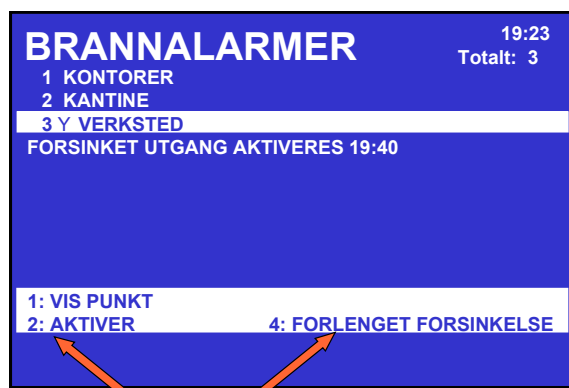 BRANNALARMER 19:23
Totalt: 3
1 KONTORER
2 KANTINE
3 Y VERKSTED
FORSINKET UTGANG AKTIVERES 19:40
1: VIS PUNKT
2: AKTIVER 4: FORLENGET FORSINKELSE